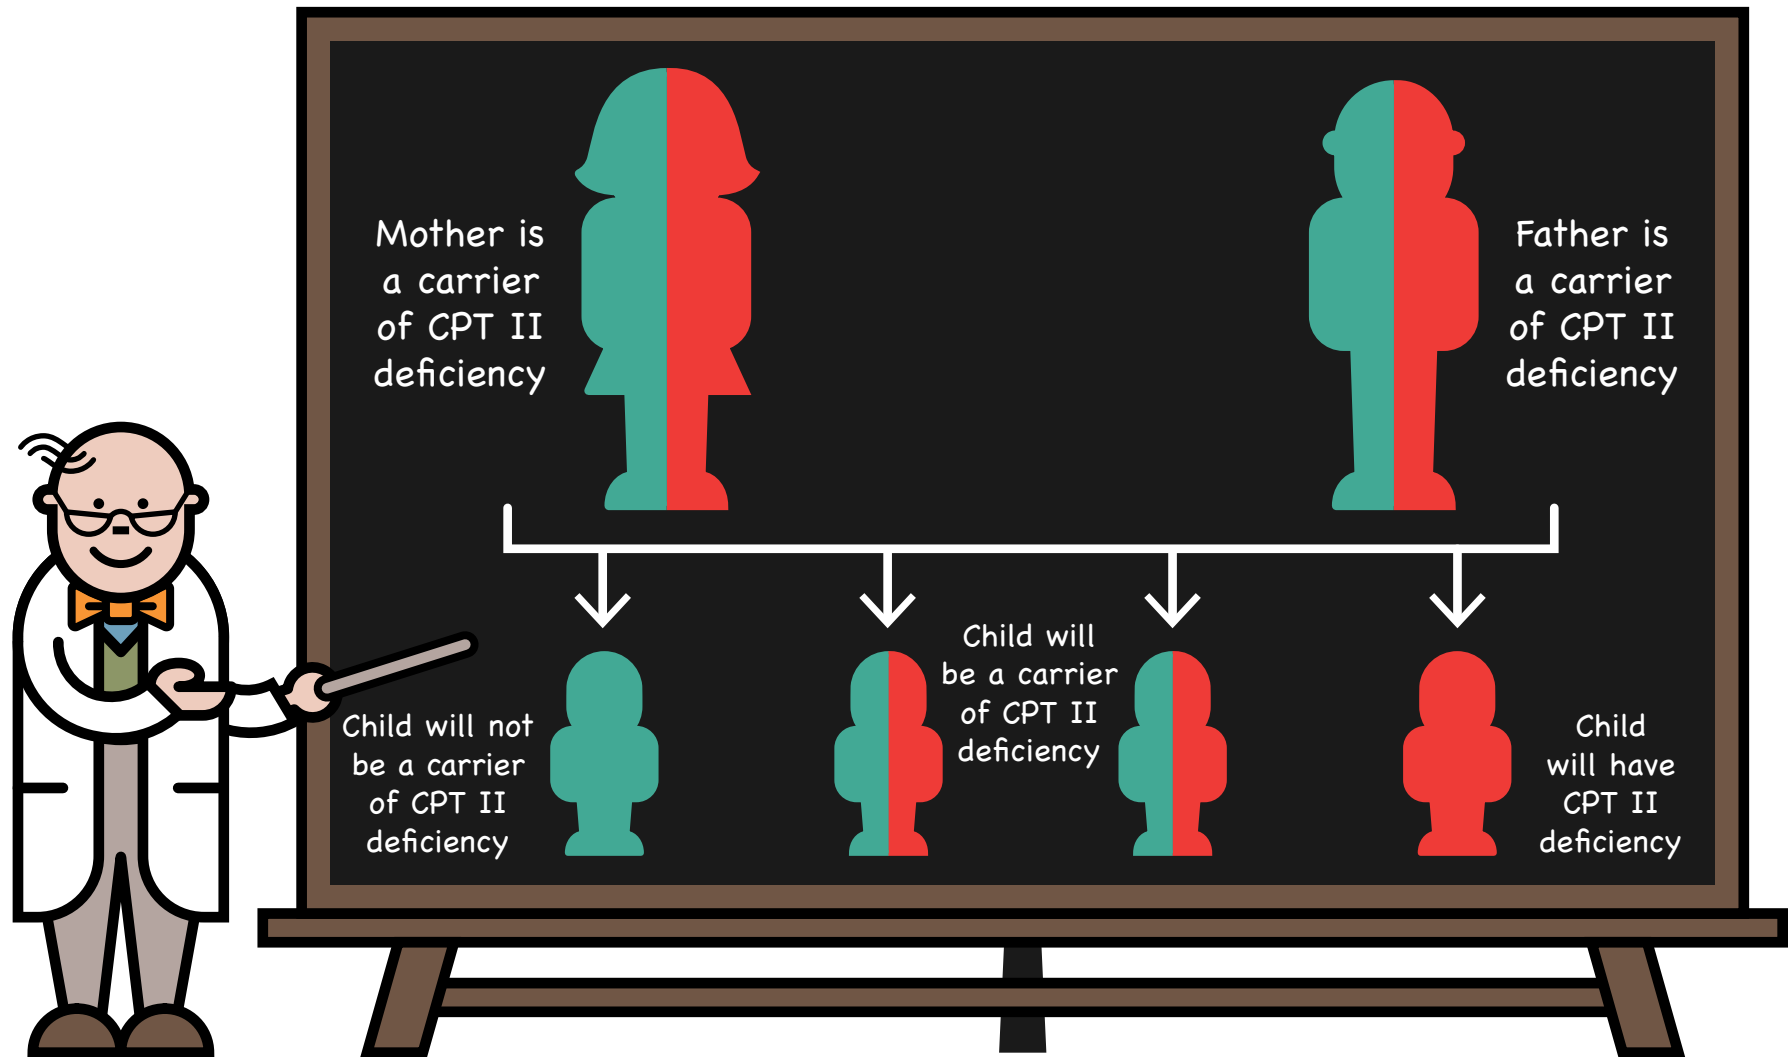 Mother is
a carrier
of CPT II
deficiency
Father is
a carrier
of CPT II
deficiency
Child will not
be a carrier
of CPT II
deficiency
Child will
be a carrier
of CPT II
deficiency
Child
will have
CPT II
deficiency